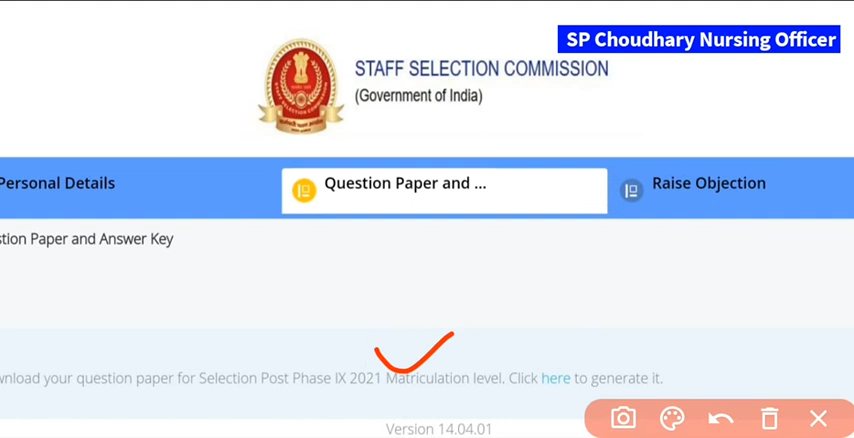 SP Choudhary Nursing Officer
STAFF SELECTION COMMISSION
(Government of India)
Personal Details
Question Paper and ...
Raise Objection
stion Paper and Answer Key
wnload your question paper for Selection Post Phase IX 2021 Matriculation level. Click here to generate it.
Version 14.04.01